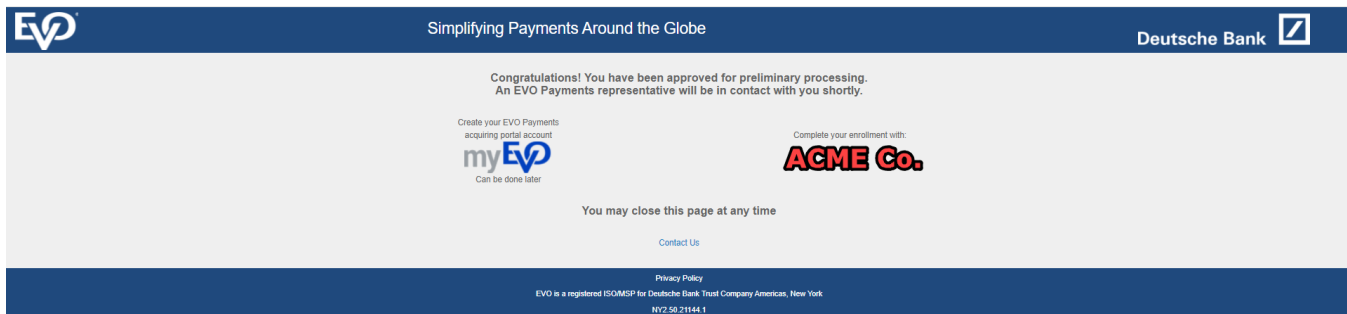 EVO
Simplifying Payments Around the Globe
Deutsche Bank
Congratulations! You have been approved for preliminary processing.
An EVO Payments representative will be in contact with you shortly.
Create your EVO Payments
acquiring portal account
myEVO
Can be done later
Complete your enrollment with:
ACME Co.
You may close this page at any time
Contact Us
Privacy Policy
EVO is a registered ISO/MSP for Deutsche Bank Trust Company Americas, New York
NY2.50.21144.1